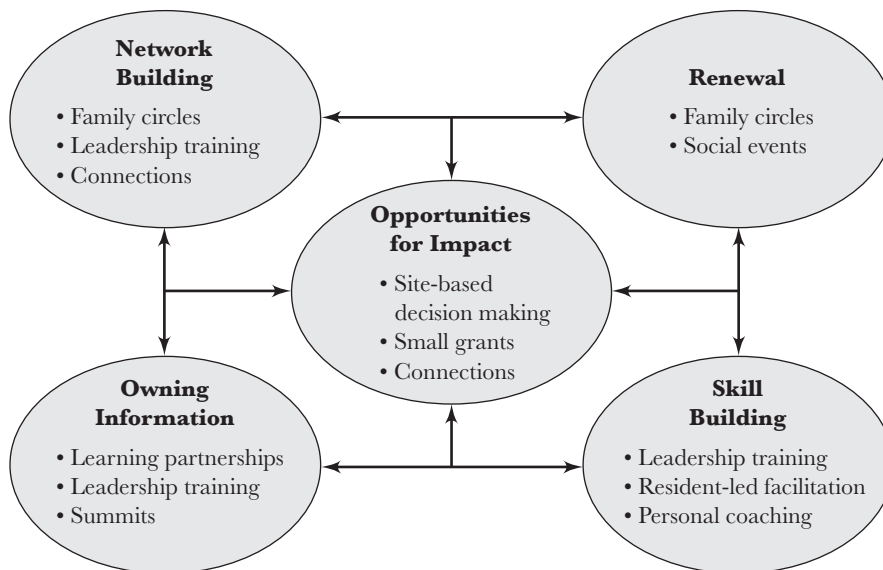 Network
Building
• Family circles
• Leadership training
• Connections
Renewal
• Family circles
• Social events
Opportunities
for Impact
• Site-based
decision making
• Small grants
• Connections
Owning
Information
• Learning partnerships
• Leadership training
• Summits
Skill
Building
• Leadership training
• Resident-led facilitation
• Personal coaching